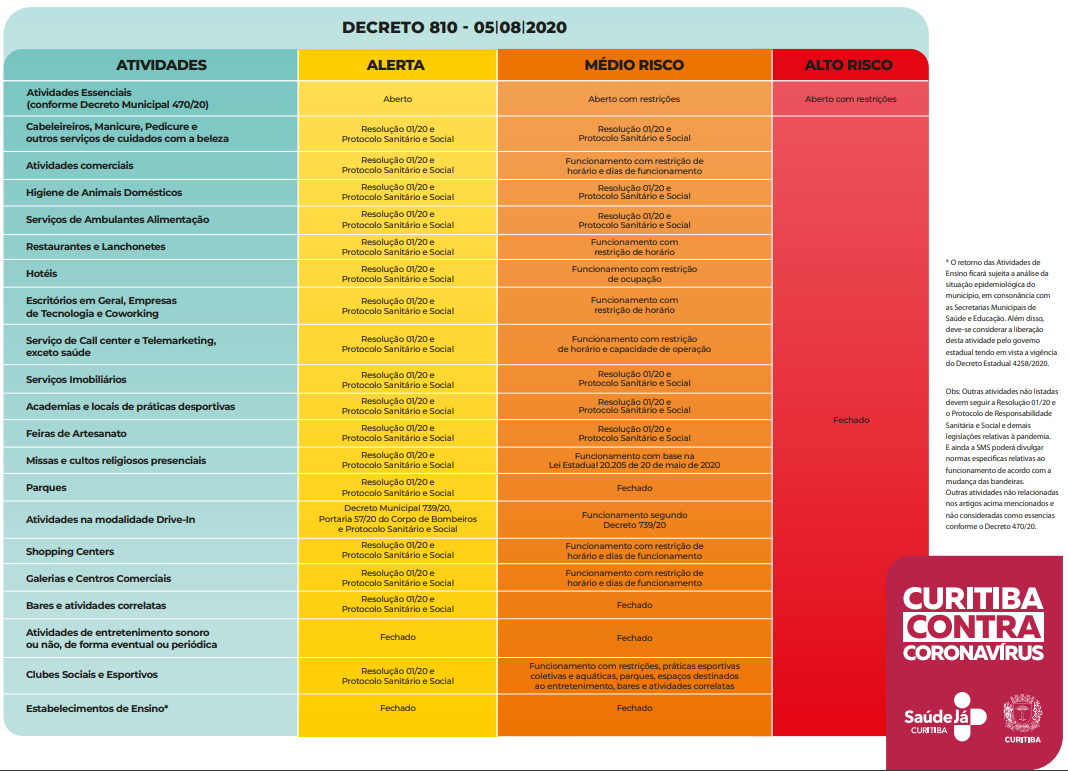 DECRETO 810 - 05|08|2020
ATIVIDADES
ALERTA
MÉDIO RISCO
ALTO RISCO
Atividades Essenciais
(conforme Decreto Municipal 470/20)
Aberto
Aberto com restrições
Aberto com restrições
Cabeleireiros, Manicure, Pedicure e
outros serviços de cuidados com a beleza
Resolução 01/20 e
Protocolo Sanitário e Social
Resolução 01/20 e
Protocolo Sanitário e Social
Atividades comerciais
Resolução 01/20 e
Protocolo Sanitário e Social
Funcionamento com restrição de
horário e dias de funcionamento
Higiene de Animais Domésticos
Resolução 01/20 e
Protocolo Sanitário e Social
Resolução 01/20 e
Protocolo Sanitário e Social
Serviços de Ambulantes Alimentação
Resolução 01/20 e
Protocolo Sanitário e Social
Resolução 01/20 e
Protocolo Sanitário e Social
Restaurantes e Lanchonetes
Resolução 01/20 e
Protocolo Sanitário e Social
Funcionamento com
restrição de horário
Hotéis
Resolução 01/20 e
Protocolo Sanitário e Social
Funcionamento com restrição
de ocupação
Escritórios em Geral, Empresas
de Tecnologia e Coworking
Resolução 01/20 e
Protocolo Sanitário e Social
Funcionamento com
restrição de horário
Serviço de Call center e Telemarketing,
exceto saúde
Resolução 01/20 e
Protocolo Sanitário e Social
Funcionamento com restrição
de horário e capacidade de operação
Serviços Imobiliários
Resolução 01/20 e
Protocolo Sanitário e Social
Resolução 01/20 e
Protocolo Sanitário e Social
Academias e locais de práticas desportivas
Resolução 01/20 e
Protocolo Sanitário e Social
Resolução 01/20 e
Protocolo Sanitário e Social
Feiras de Artesanato
Resolução 01/20 e
Protocolo Sanitário e Social
Resolução 01/20 e
Protocolo Sanitário e Social
Missas e cultos religiosos presenciais
Resolução 01/20 e
Protocolo Sanitário e Social
Funcionamento com base na
Lei Estadual 20.205 de 20 de maio de 2020
Parques
Resolução 01/20 e
Protocolo Sanitário e Social
Fechado
Atividades na modalidade Drive-In
Decreto Municipal 739/20,
Portaria 57/20 do Corpo de Bombeiros
e Protocolo Sanitário e Social
Funcionamento segundo
Decreto 739/20
Shopping Centers
Resolução 01/20 e
Protocolo Sanitário e Social
Funcionamento com restrição de
horário e dias de funcionamento
Galerias e Centros Comerciais
Resolução 01/20 e
Protocolo Sanitário e Social
Funcionamento com restrição de
horário e dias de funcionamento
Bares e atividades correlatas
Resolução 01/20 e
Protocolo Sanitário e Social
Fechado
Atividades de entretenimento sonoro
ou não, de forma eventual ou periódica
Fechado
Fechado
Clubes Sociais e Esportivos
Resolução 01/20 e
Protocolo Sanitário e Social
Funcionamento com restrições, práticas esportivas
coletivas e aquáticas, parques, espaços destinados
ao entretenimento, bares e atividades correlatas
Estabelecimentos de Ensino*
Fechado
Fechado
Fechado
* O retorno das Atividades de
Ensino ficará sujeita a análise da
situação epidemiológica do
município, em consonância com
as Secretarias Municipais de
Saúde e Educação. Além disso,
deve-se considerar a liberação
desta atividade pelo governo
estadual tendo em vista a vigência
do Decreto Estadual 4258/2020.
Obs: Outras atividades não listadas
devem seguir a Resolução 01/20 e
o Protocolo de Responsabilidade
Sanitária e Social e demais
legislações relativas à pandemia.
E ainda a SMS poderá divulgar
normas específicas relativas ao
funcionamento de acordo com a
mudança das bandeiras.
Outras atividades não relacionadas
nos artigos acima mencionados e
não consideradas como essencias
conforme o Decreto 470/20.
CURITIBA
CONTRA
CORONAVÍRUS
Saúde Já
CURITIBA
CURITIBA